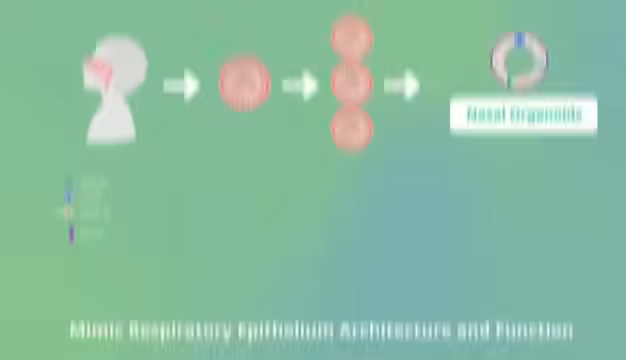 Nasal Organoids
Mimic Respiratory Epithelium Architecture and Function